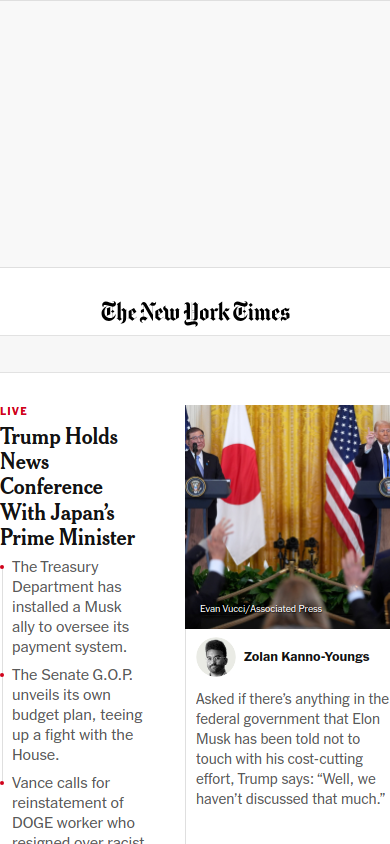 The New York Times
LIVE
Trump Holds
News
Conference
With Japan's
Prime Minister
The Treasury
Department has
installed a Musk
ally to oversee its
payment system.
The Senate G.O.P.
unveils its own
budget plan, teeing
up a fight with the
House.
Vance calls for
reinstatement of
DOGE worker who
resigned over racist
Evan Vucci/Associated Press
Zolan Kanno-Youngs
Asked if there's anything in the
federal government that Elon
Musk has been told not to
touch with his cost-cutting
effort, Trump says: “Well, we
haven't discussed that much.”